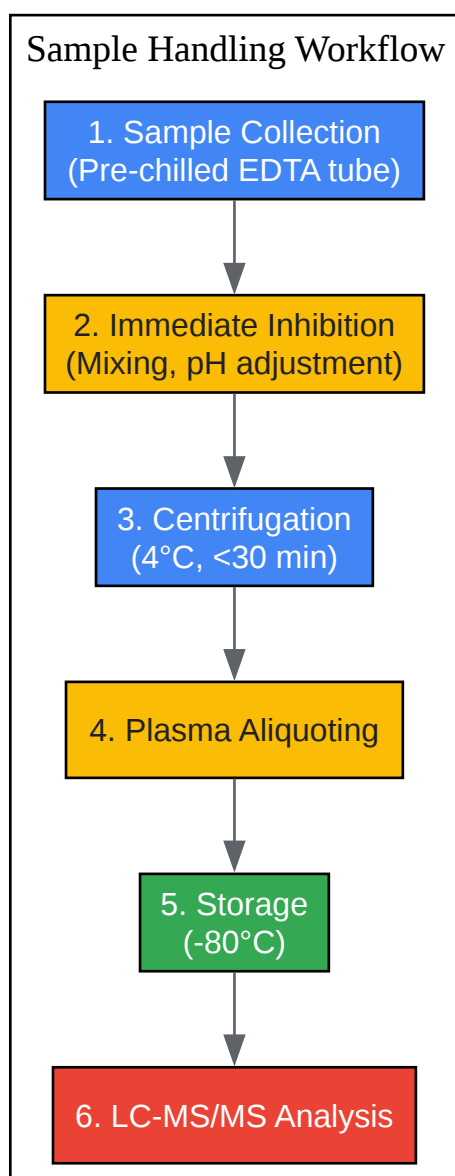 Sample Handling Workflow
1. Sample Collection
(Pre-chilled EDTA tube)
2. Immediate Inhibition
(Mixing, pH adjustment)
3. Centrifugation
(4°C, <30 min)
4. Plasma Aliquoting
5. Storage
(-80°C)
6. LC-MS/MS Analysis